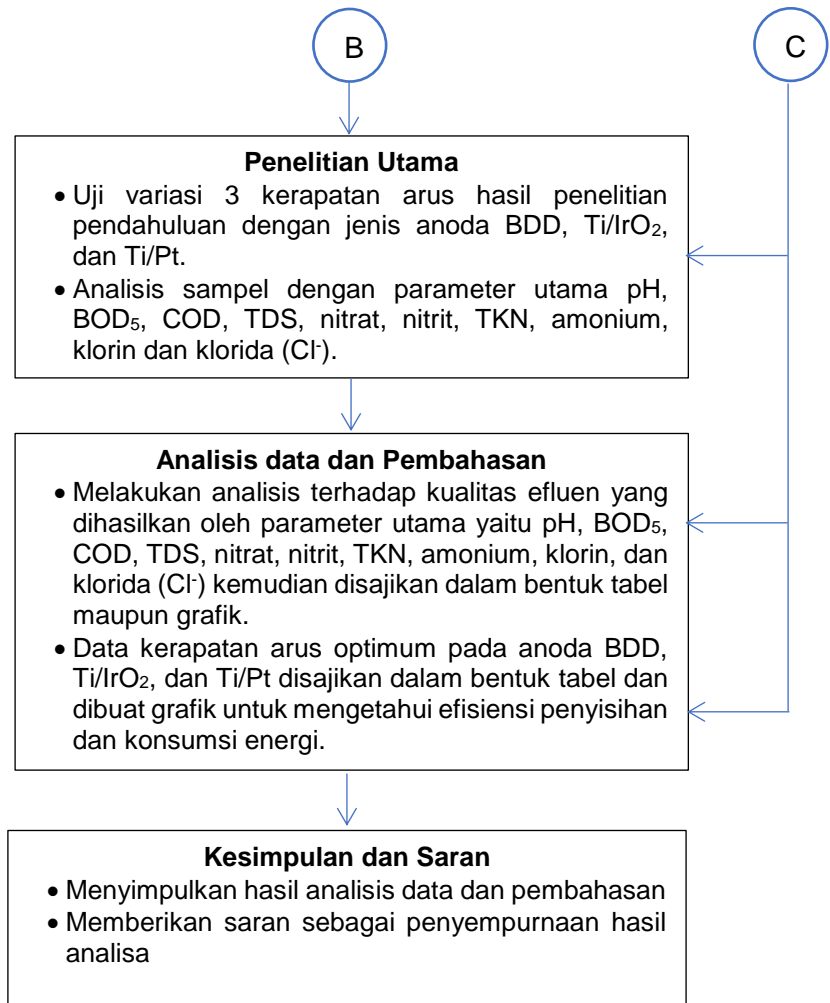 B
C
Penelitian Utama
• Uji variasi 3 kerapatan arus hasil penelitian
pendahuluan dengan jenis anoda BDD, Ti/IrO₂,
dan Ti/Pt.
• Analisis sampel dengan parameter utama pH,
BOD₅, COD, TDS, nitrat, nitrit, TKN, amonium,
klorin dan klorida (Cl⁻).
Analisis data dan Pembahasan
• Melakukan analisis terhadap kualitas efluen yang
dihasilkan oleh parameter utama yaitu pH, BOD₅,
COD, TDS, nitrat, nitrit, TKN, amonium, klorin, dan
klorida (Cl⁻) kemudian disajikan dalam bentuk tabel
maupun grafik.
• Data kerapatan arus optimum pada anoda BDD,
Ti/IrO₂, dan Ti/Pt disajikan dalam bentuk tabel dan
dibuat grafik untuk mengetahui efisiensi penyisihan
dan konsumsi energi.
Kesimpulan dan Saran
• Menyimpulkan hasil analisis data dan pembahasan
• Memberikan saran sebagai penyempurnaan hasil
analisa